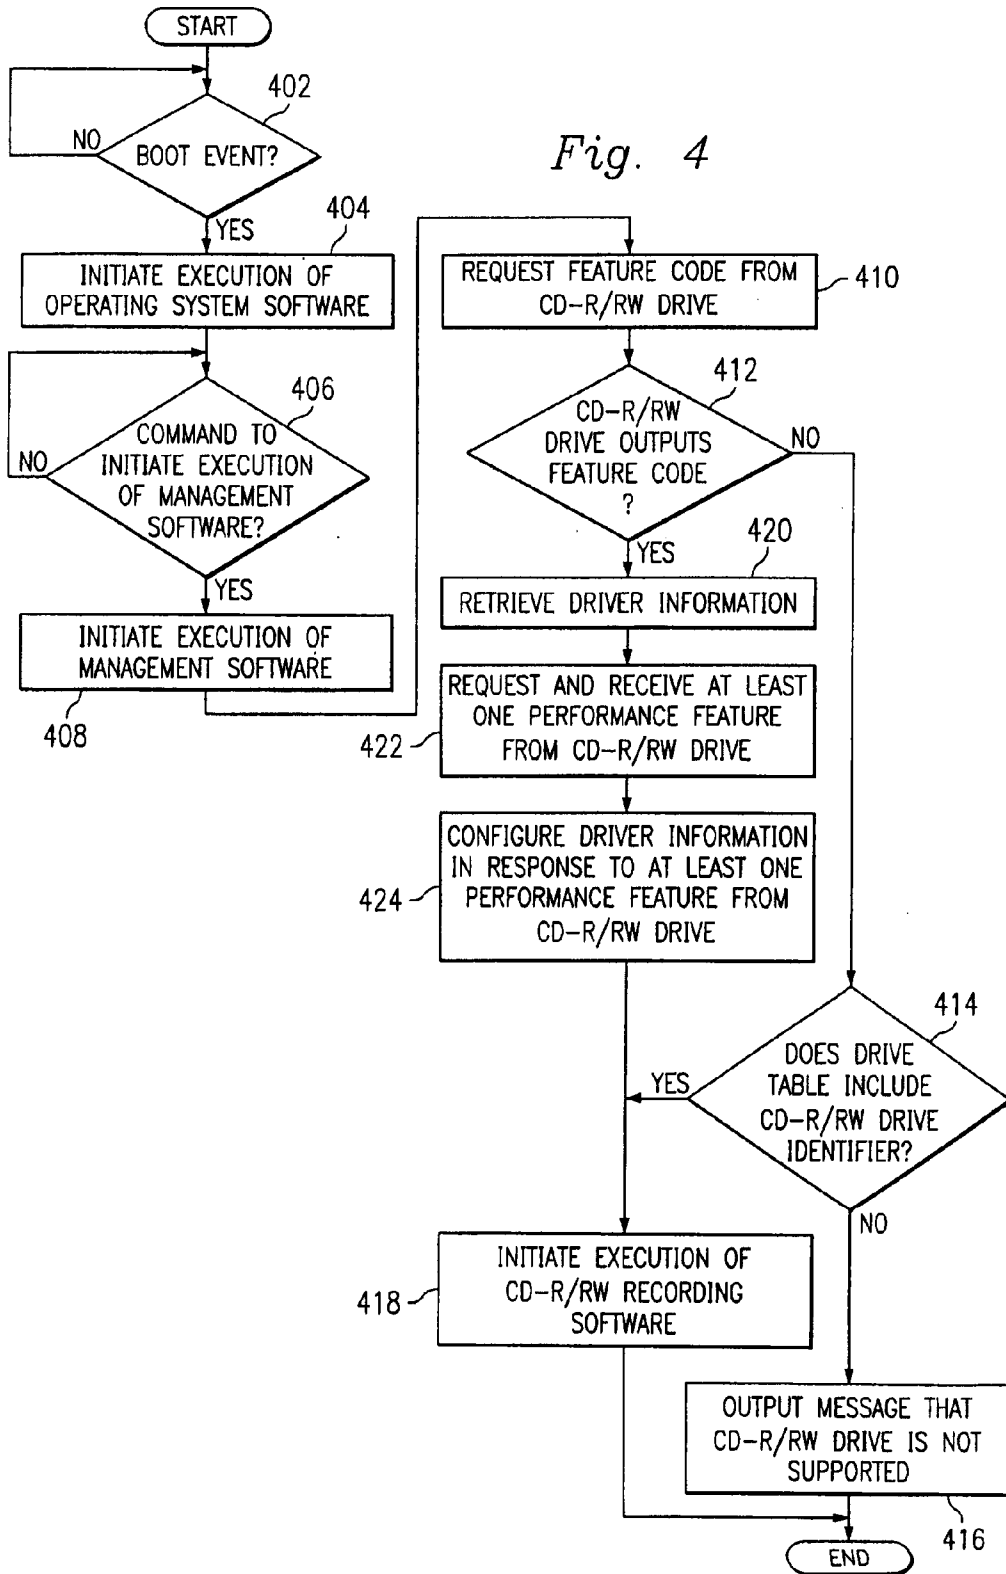 START
402
NO
BOOT EVENT?
YES
Fig. 4
404
INITIATE EXECUTION OF
OPERATING SYSTEM SOFTWARE
406
NO
COMMAND TO
INITIATE EXECUTION
OF MANAGEMENT
SOFTWARE?
YES
INITIATE EXECUTION OF
MANAGEMENT SOFTWARE
408
REQUEST FEATURE CODE FROM
CD-R/RW DRIVE
410
412
CD-R/RW
DRIVE OUTPUTS
FEATURE CODE
?
NO
YES
420
RETRIEVE DRIVER INFORMATION
REQUEST AND RECEIVE AT LEAST
ONE PERFORMANCE FEATURE
FROM CD-R/RW DRIVE
422
CONFIGURE DRIVER INFORMATION
IN RESPONSE TO AT LEAST ONE
PERFORMANCE FEATURE FROM
CD-R/RW DRIVE
424
414
DOES DRIVE
TABLE INCLUDE
CD-R/RW DRIVE
IDENTIFIER?
YES
NO
INITIATE EXECUTION OF
CD-R/RW RECORDING
SOFTWARE
418
OUTPUT MESSAGE THAT
CD-R/RW DRIVE IS NOT
SUPPORTED
416
END